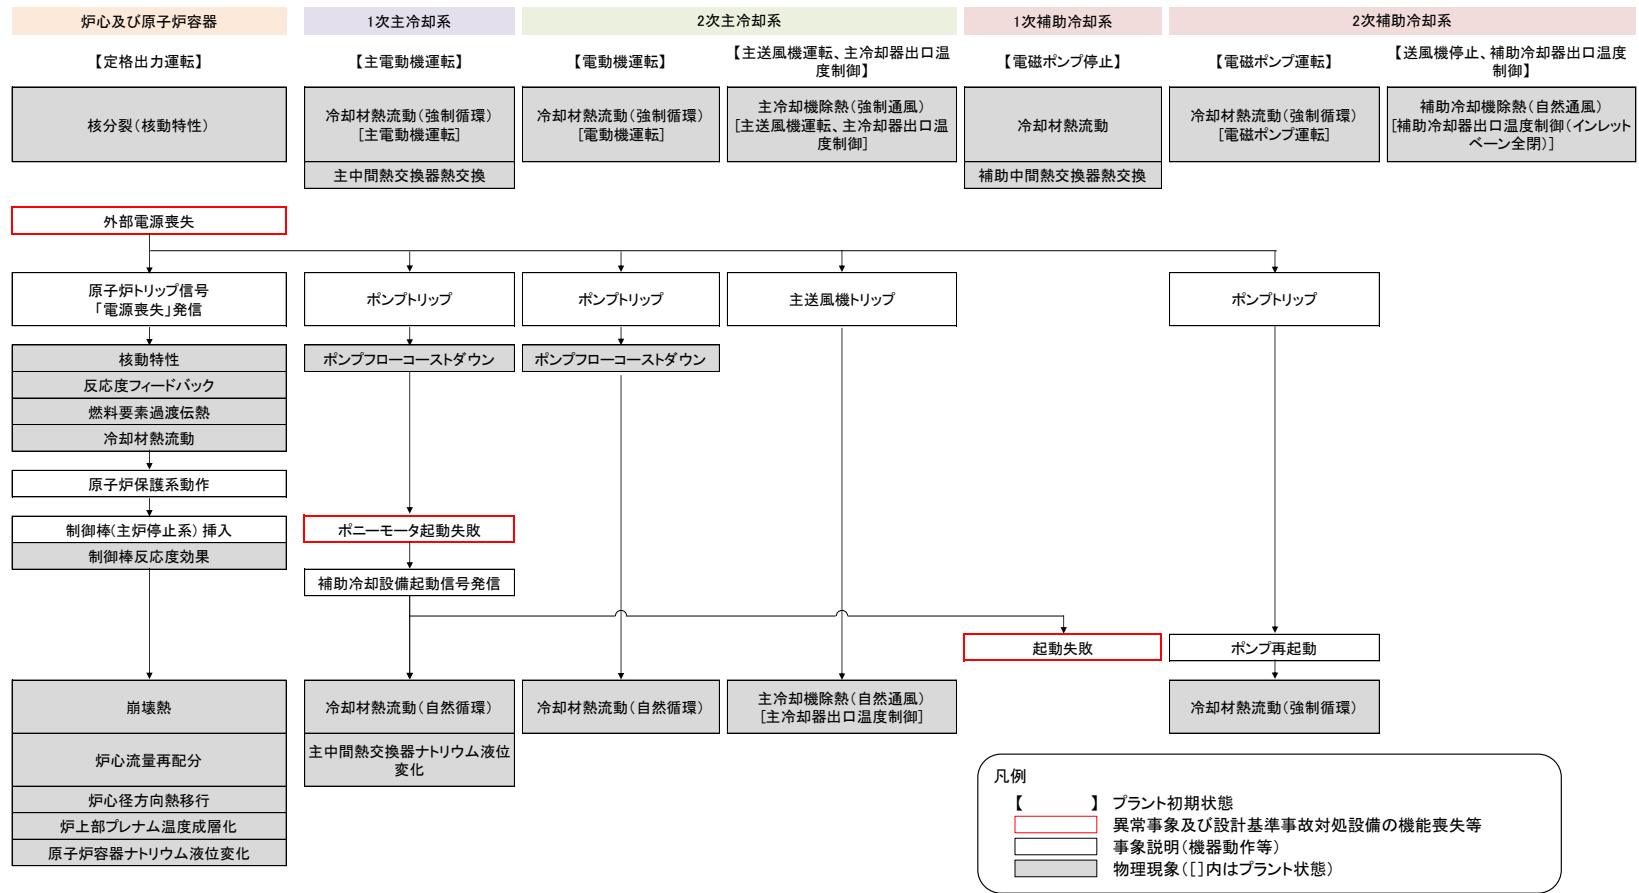 炉心及び原子炉容器
1次主冷却系
2次主冷却系
1次補助冷却系
2次補助冷却系
【定格出力運転】
【主電動機運転】
【電動機運転】
【主送風機運転、主冷却器出口温
度制御】
【電磁ポンプ停止】
【電磁ポンプ運転】
【送風機停止、補助冷却器出口温度
制御】
核分裂(核動特性)
冷却材熱流動(強制循環)
[主電動機運転]
冷却材熱流動(強制循環)
[電動機運転]
主冷却機除熱(強制通風)
[主送風機運転、主冷却器出口温
度制御]
冷却材熱流動
冷却材熱流動(強制循環)
[電磁ポンプ運転]
補助冷却機除熱(自然通風)
[補助冷却器出口温度制御(インレット
ベーン全閉)]
主中間熱交換器熱交換
補助中間熱交換器熱交換
外部電源喪失
原子炉トリップ信号
「電源喪失」発信
ポンプトリップ
ポンプトリップ
主送風機トリップ
ポンプトリップ
核動特性
ポンプフローコーストダウン
ポンプフローコーストダウン
反応度フィードバック
燃料要素過渡伝熱
冷却材熱流動
原子炉保護系動作
制御棒(主炉停止系)挿入
ポニーモータ起動失敗
制御棒反応度効果
補助冷却設備起動信号発信
起動失敗
ポンプ再起動
崩壊熱
冷却材熱流動(自然循環)
冷却材熱流動(自然循環)
主冷却機除熱(自然通風)
[主冷却器出口温度制御]
冷却材熱流動(強制循環)
炉心流量再配分
主中間熱交換器ナトリウム液位
変化
炉心径方向熱移行
炉上部プレナム温度成層化
原子炉容器ナトリウム液位変化
凡例
【 】 プラント初期状態
異常事象及び設計基準事故対処設備の機能喪失等
事象説明(機器動作等)
物理現象([]内はプラント状態)